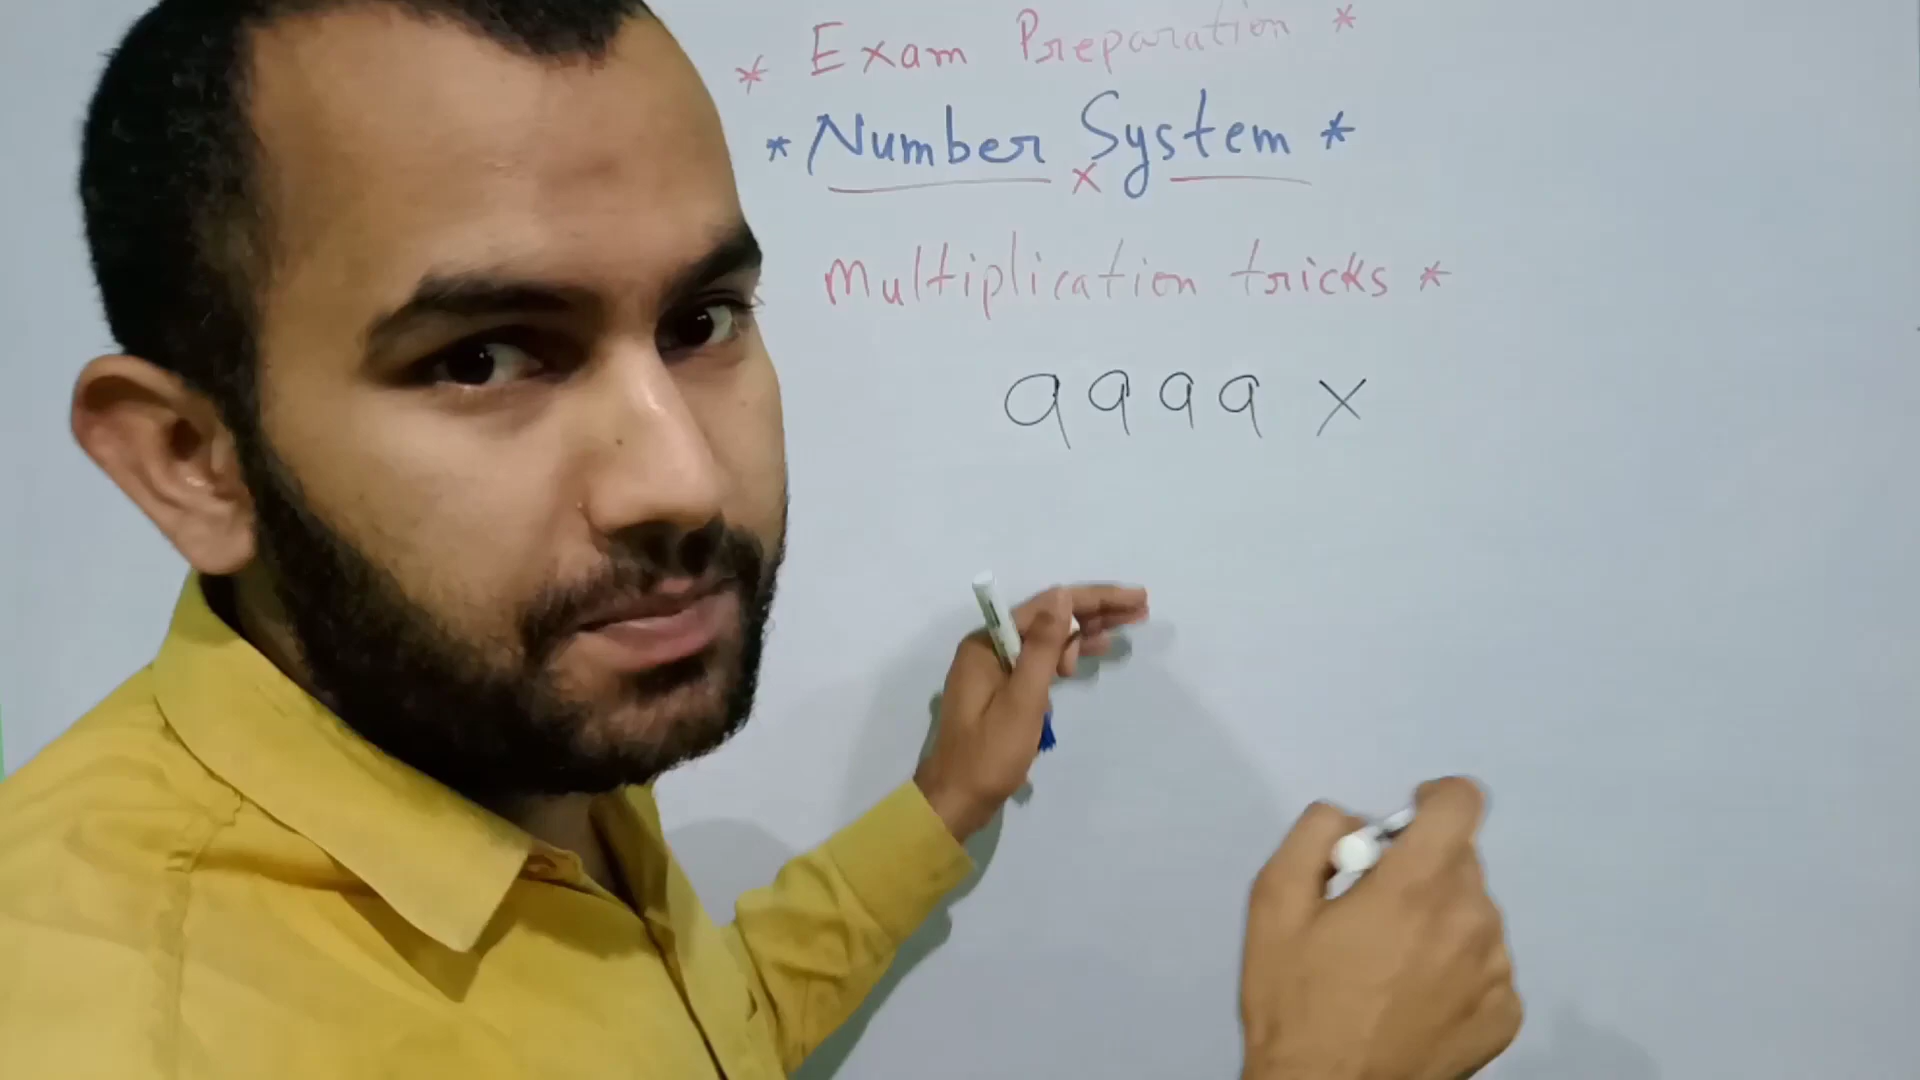 * Exam Preparation *
* Number System *
x
Multiplication tricks *
9999 x